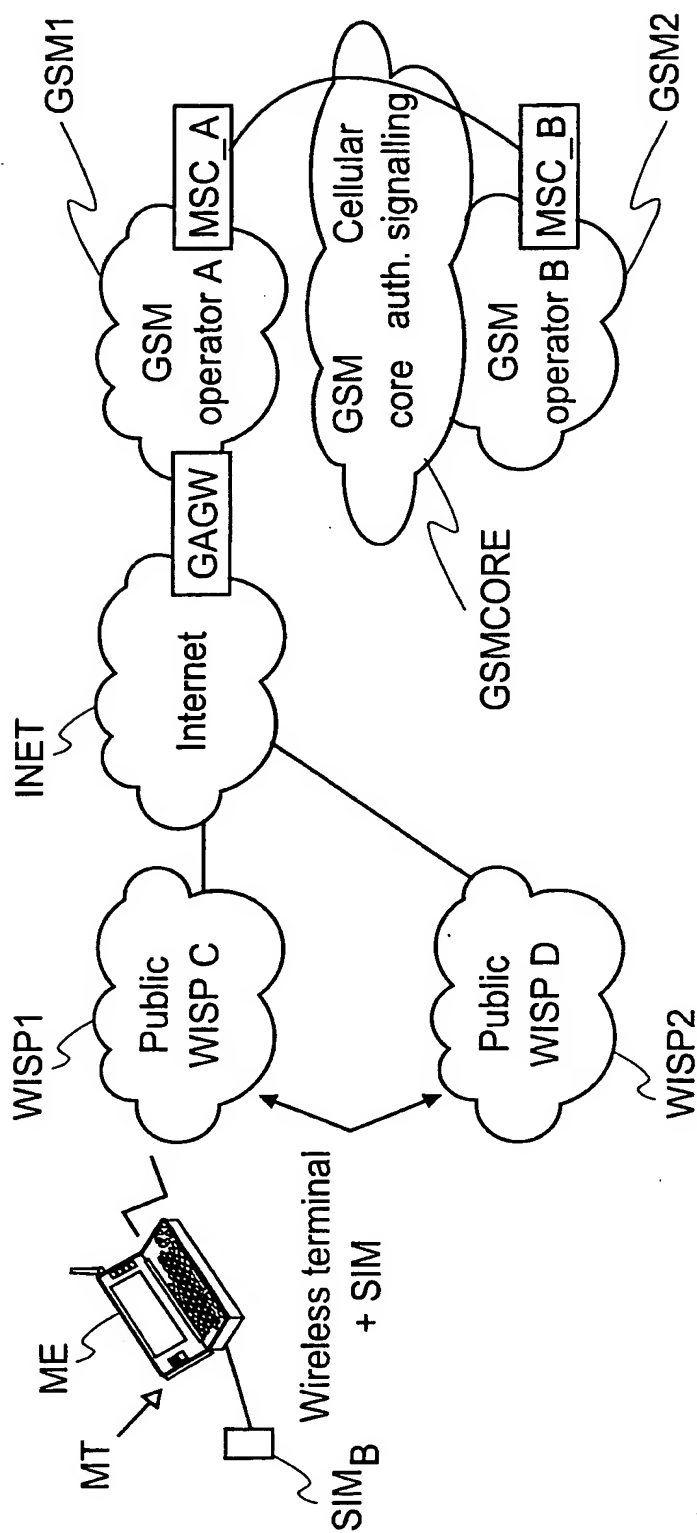 MT
ME
SIMB
Wireless terminal
+ SIM
WISP1
Public
WISP C
Public
WISP D
WISP2
INET
Internet
GAGW
GSM
operator A
MSC_A
GSM1
GSM Cellular
core auth. signalling
GSMCORE
GSM
operator B
MSC_B
GSM2